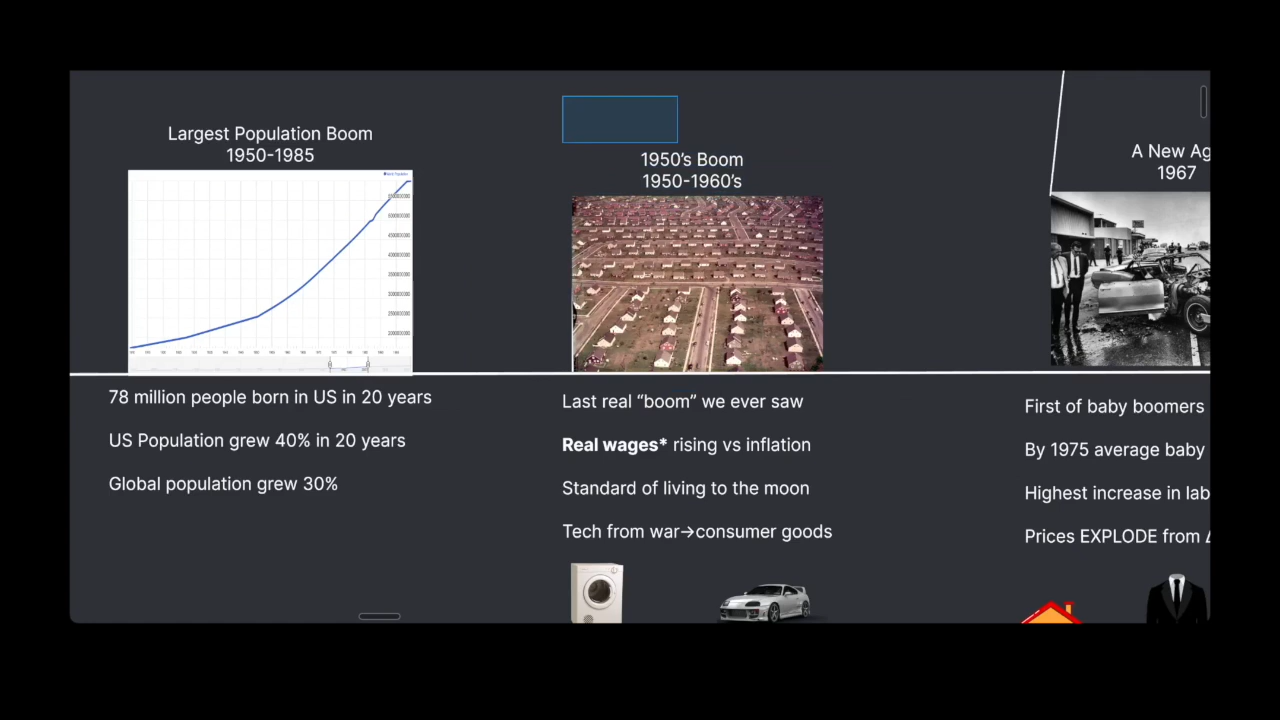 Largest Population Boom
1950-1985
78 million people born in US in 20 years
US Population grew 40% in 20 years
Global population grew 30%
1950's Boom
1950-1960's
Last real “boom” we ever saw
Real wages* rising vs inflation
Standard of living to the moon
Tech from war→consumer goods
A New Ag
1967
First of baby boomers
By 1975 average baby
Highest increase in lab
Prices EXPLODE from